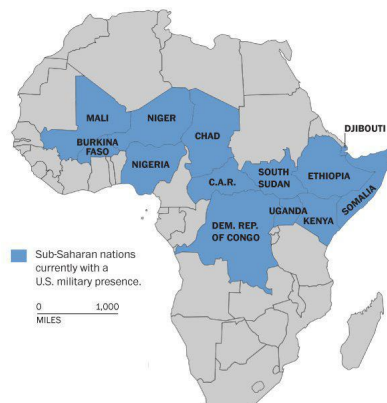 DJIBOUTI
MALI
NIGER
CHAD
BURKINA
FASO
NIGERIA
SOUTH
SUDAN
ETHIOPIA
C.A.R.
SOMALIA
UGANDA
KENYA
DEM. REP.
OF CONGO
Sub-Saharan nations
currently with a
U.S. military presence.
0 1,000
MILES